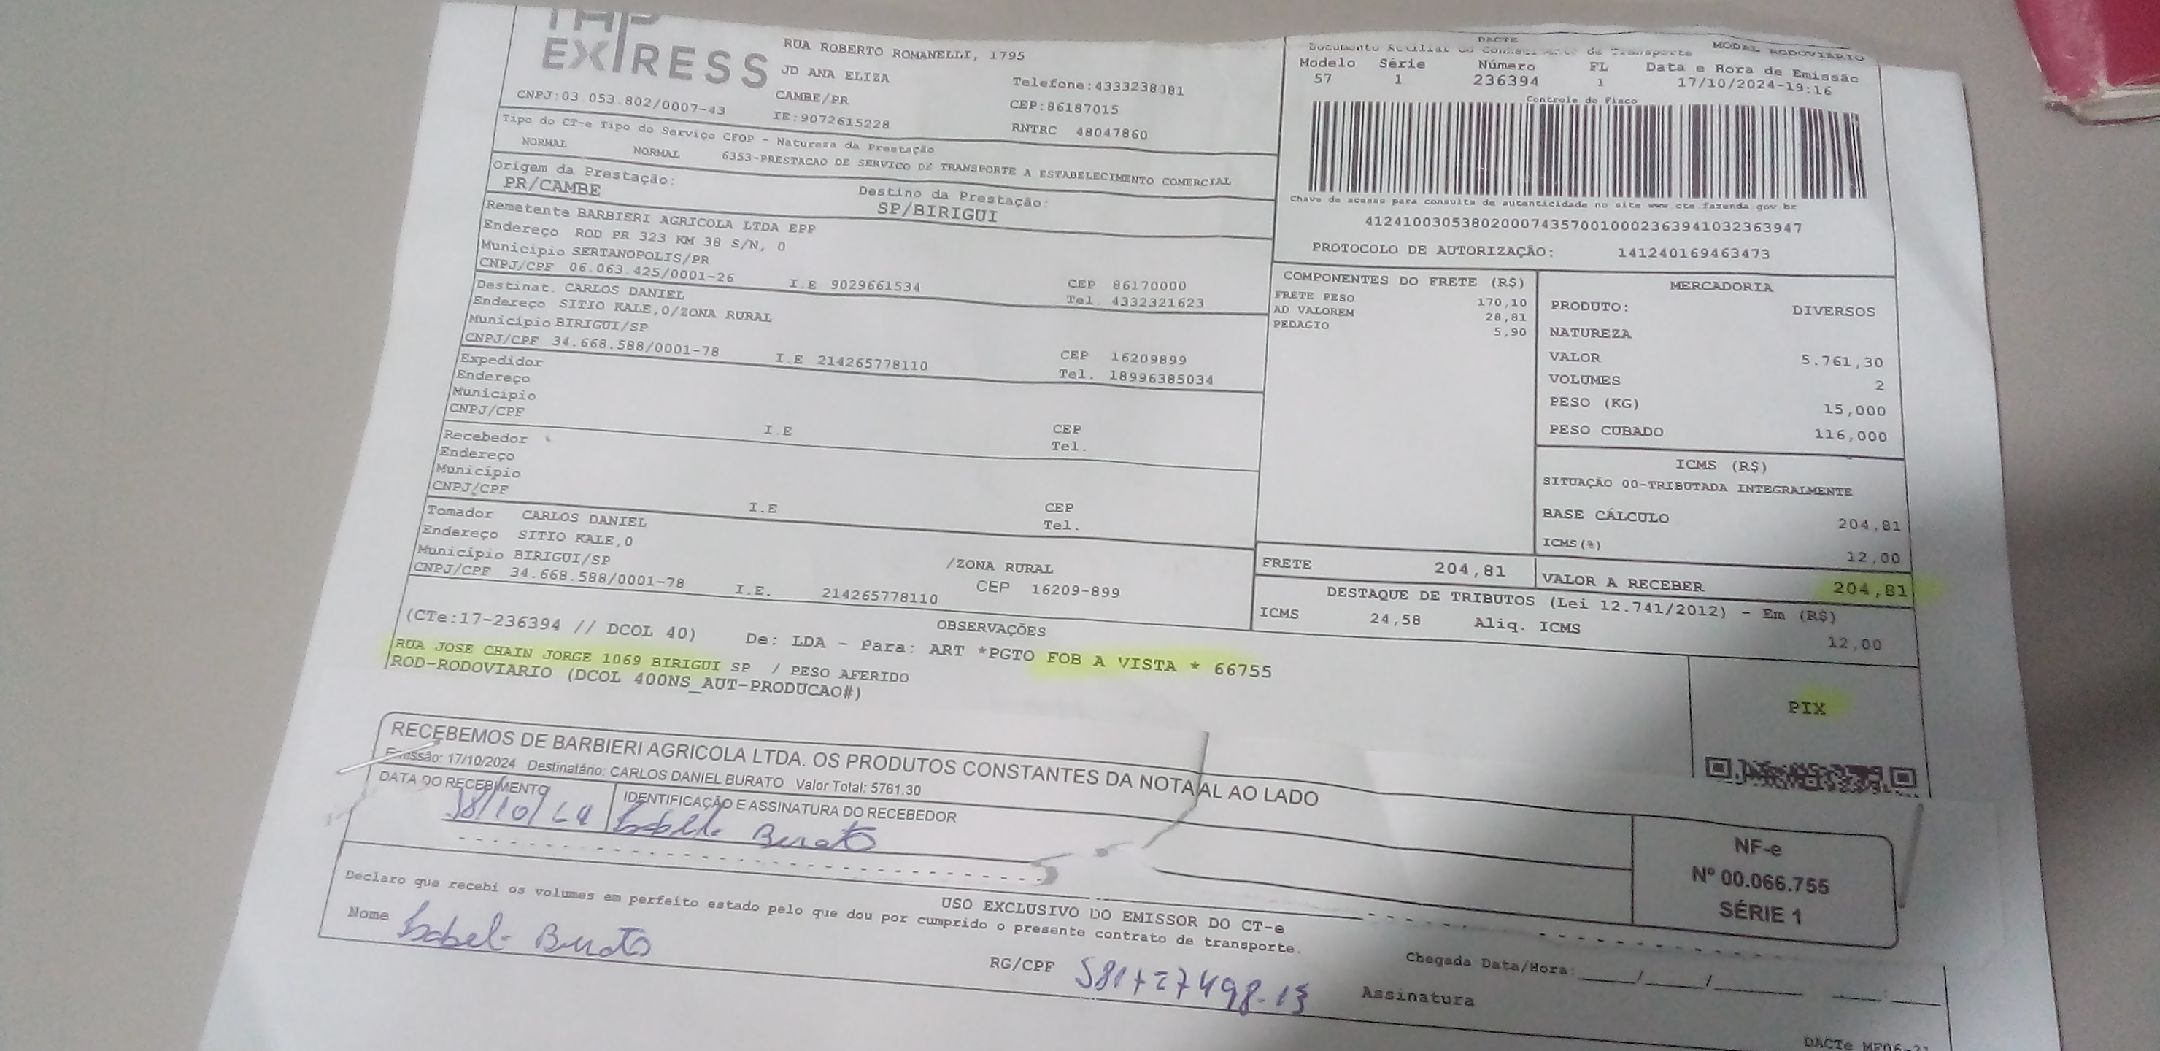 EXPRESS
RUA ROBERTO ROMANELLI, 1795
JD ANA ELIZA
CAMBE/PR
IE:9072615228
Telefone:4333238081
CEP:86187015
RNTRC 48047860
CNPJ:03.053.802/0007-43
Tipo do CT-e Tipo do Serviço CFOP - Natureza da Prestação
NORMAL NORMAL 6353-PRESTACAO DE SERVICO DE TRANSPORTE A ESTABELECIMENTO COMERCIAL
Origem da Prestação: Destino da Prestação:
PR/CAMBE SP/BIRIGUI
DACTE MODAL RODOVIÁRIO
Documento Auxiliar do Conhecimento de Transporte
Modelo Série Número FL Data e Hora de Emissão
57 1 236394 1 17/10/2024-19:16
Controle do Fisco
Chave de acesso para consulta de autenticidade no site www.cte.fazenda.gov.br
41241003053802000743570010002363941032363947
PROTOCOLO DE AUTORIZAÇÃO: 141240169463473
Remetente BARBIERI AGRICOLA LTDA EPP
Endereço ROD PR 323 KM 38 S/N, 0
Município SERTANOPOLIS/PR CEP 86170000
CNPJ/CPF 06.063.425/0001-26 I.E 9029661534 Tel. 4332321623
Destinat. CARLOS DANIEL
Endereço SITIO KALE,0/ZONA RURAL
Município BIRIGUI/SP CEP 16209899
CNPJ/CPF 34.668.588/0001-78 I.E 214265778110 Tel. 18996385034
Expedidor
Endereço
Município CEP
CNPJ/CPF I.E Tel.
Recebedor
Endereço
Município CEP
CNPJ/CPF I.E Tel.
Tomador CARLOS DANIEL
Endereço SITIO KALE,0 /ZONA RURAL
Município BIRIGUI/SP CEP 16209-899
CNPJ/CPF 34.668.588/0001-78 I.E. 214265778110
COMPONENTES DO FRETE (R$)
FRETE PESO 170,10
AD VALOREM 28,81
PEDAGIO 5,90
MERCADORIA
PRODUTO: DIVERSOS
NATUREZA
VALOR 5.761,30
VOLUMES 2
PESO (KG) 15,000
PESO CUBADO 116,000
ICMS (R$)
SITUAÇÃO 00-TRIBUTADA INTEGRALMENTE
BASE CÁLCULO 204,81
ICMS(%) 12,00
FRETE 204,81 VALOR A RECEBER 204,81
DESTAQUE DE TRIBUTOS (Lei 12.741/2012) - Em (R$)
ICMS 24,58 Aliq. ICMS 12,00
OBSERVAÇÕES
(CTe:17-236394 // DCOL 40) De: LDA - Para: ART *PGTO FOB A VISTA * 66755
RUA JOSE CHAIN JORGE 1069 BIRIGUI SP / PESO AFERIDO
ROD-RODOVIARIO (DCOL 400NS_AUT-PRODUCAO#)
PIX
RECEBEMOS DE BARBIERI AGRICOLA LTDA. OS PRODUTOS CONSTANTES DA NOTA AL AO LADO
Emissão: 17/10/2024 Destinatário: CARLOS DANIEL BURATO Valor Total: 5761.30
DATA DO RECEBIMENTO IDENTIFICAÇÃO E ASSINATURA DO RECEBEDOR
Isabel Burato
NF-e
Nº 00.066.755
SÉRIE 1
USO EXCLUSIVO DO EMISSOR DO CT-e
Declaro que recebi os volumes em perfeito estado pelo que dou por cumprido o presente contrato de transporte.
Nome Isabel Burato RG/CPF Assinatura
Chegada Data/Hora: ____/____/____ ___:___